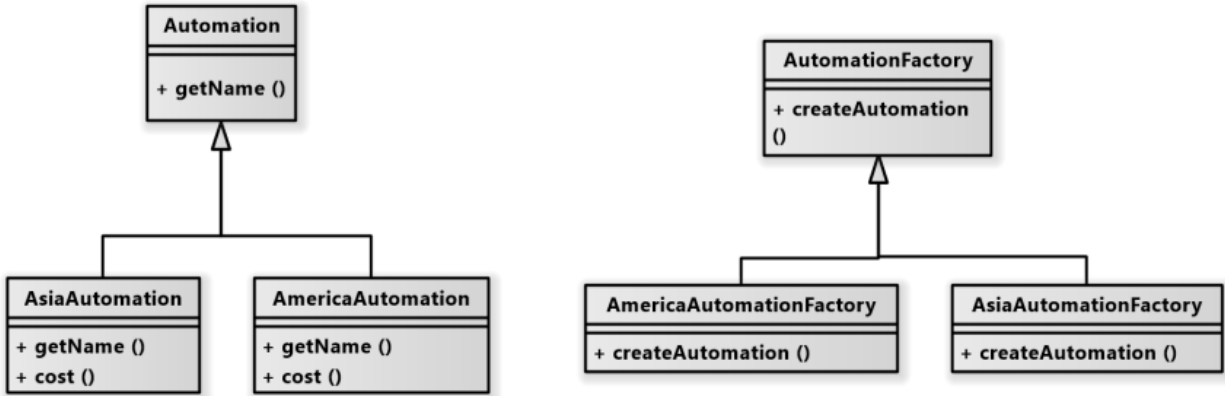 Automation
+ getName ()
AutomationFactory
+ createAutomation
()
AsiaAutomation
+ getName ()
+ cost ()
AmericaAutomation
+ getName ()
+ cost ()
AmericaAutomationFactory
+ createAutomation ()
AsiaAutomationFactory
+ createAutomation ()